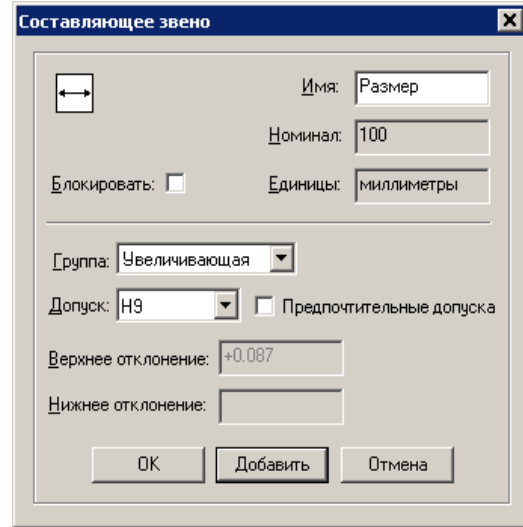 Составляющее звено
Имя: Размер
Номинал: 100
Блокировать: Единицы: миллиметры
Группа: Увеличивающая
Допуск: H9 Предпочтительные допуска
Верхнее отклонение: +0.087
Нижнее отклонение:
OK Добавить Отмена